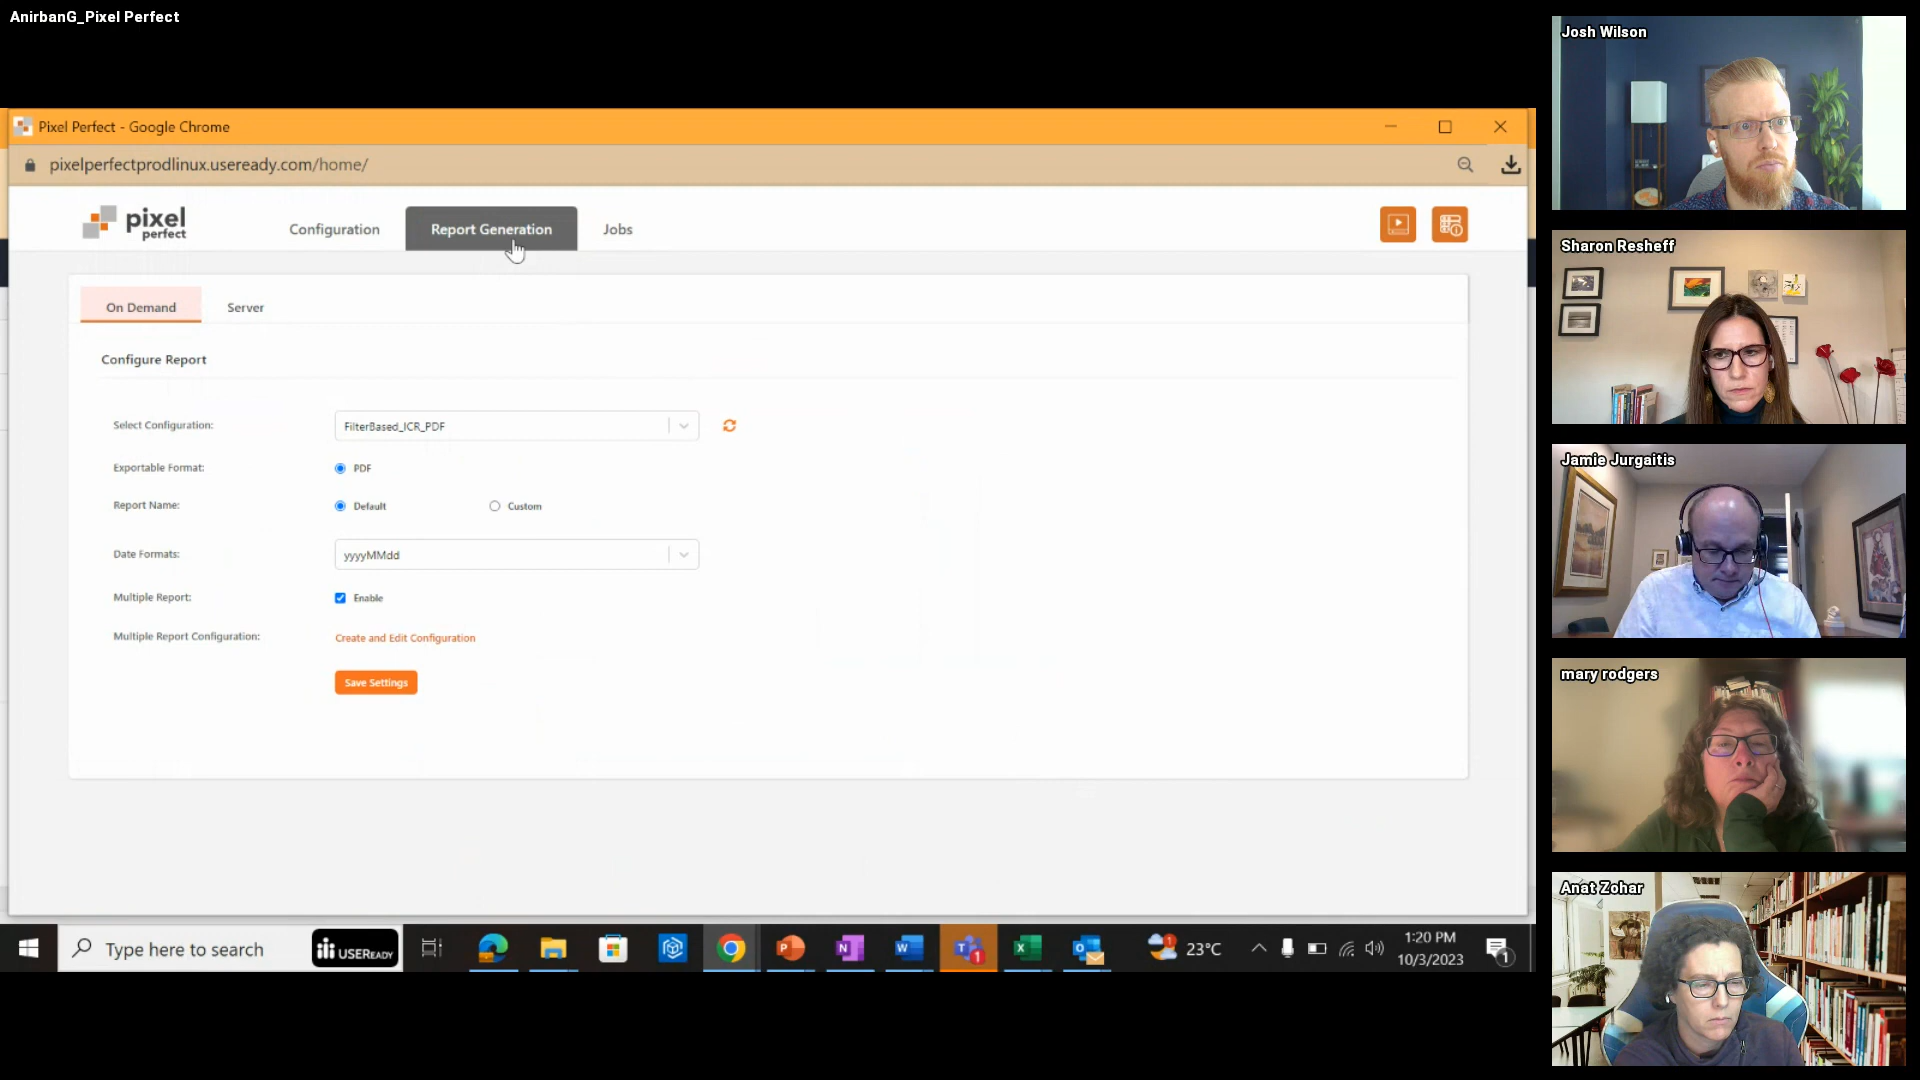 AnirbanG_Pixel Perfect
Pixel Perfect - Google Chrome
pixelperfectprodlinux.useready.com/home/
pixel
perfect
Configuration
Report Generation
Jobs
On Demand
Server
Configure Report
Select Configuration:
FilterBased_ICR_PDF
Exportable Format:
PDF
Report Name:
Default
Custom
Date Formats:
yyyyMMdd
Multiple Report:
Enable
Multiple Report Configuration:
Create and Edit Configuration
Save Settings
Type here to search
USEREADY
1
1
23°C
1:20 PM
10/3/2023
1
Josh Wilson
Sharon Resheff
Jamie Jurgaitis
mary rodgers
Anat Zohar